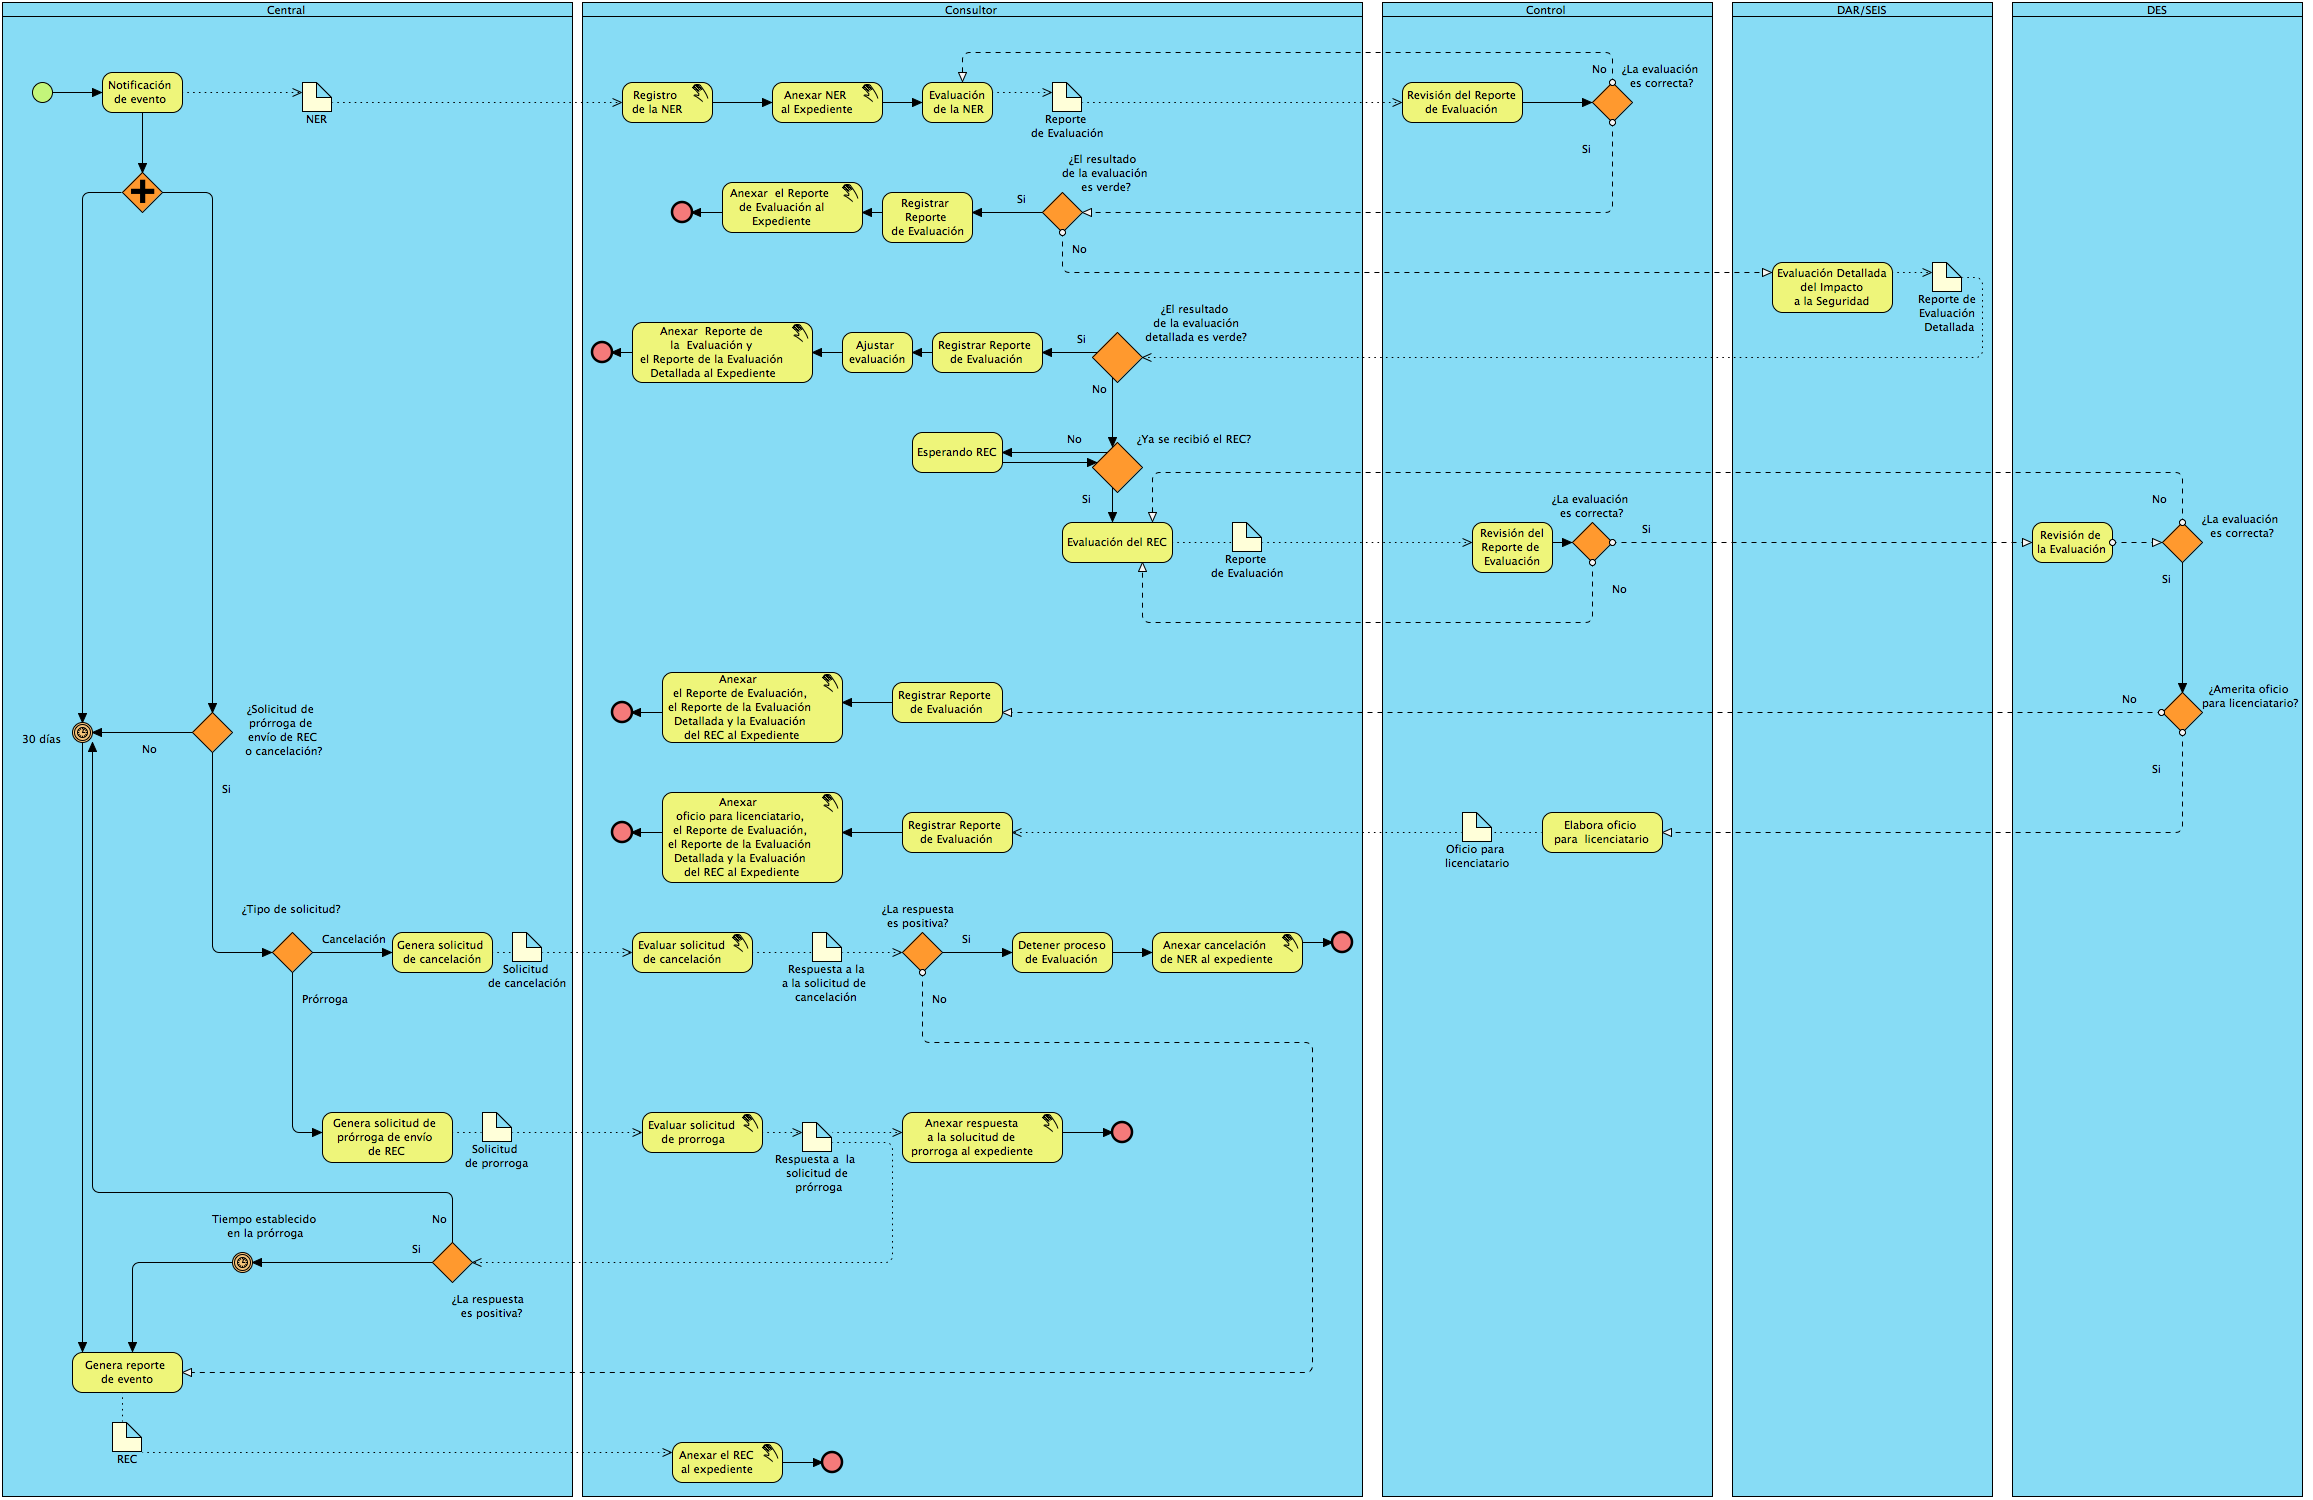 Central
Consultor
Control
DAR/SEIS
DES
Notificación
de evento
NER
Registro
de la NER
Anexar NER
al Expediente
Evaluación
de la NER
Reporte
de Evaluación
Revisión del Reporte
de Evaluación
No
¿La evaluación
es correcta?
Si
¿El resultado
de la evaluación
es verde?
Si
No
Registrar
Reporte
de Evaluación
Anexar el Reporte
de Evaluación al
Expediente
Evaluación Detallada
del Impacto
a la Seguridad
Reporte de
Evaluación
Detallada
¿El resultado
de la evaluación
detallada es verde?
Si
No
Registrar Reporte
de Evaluación
Ajustar
evaluación
Anexar Reporte de
la Evaluación y
el Reporte de la Evaluación
Detallada al Expediente
¿Ya se recibió el REC?
No
Esperando REC
Si
Evaluación del REC
Reporte
de Evaluación
Revisión del
Reporte de
Evaluación
¿La evaluación
es correcta?
Si
No
Revisión de
la Evaluación
No
¿La evaluación
es correcta?
Si
¿Amerita oficio
para licenciatario?
No
Si
Registrar Reporte
de Evaluación
Anexar
el Reporte de Evaluación,
el Reporte de la Evaluación
Detallada y la Evaluación
del REC al Expediente
30 días
No
¿Solicitud de
prórroga de
envío de REC
o cancelación?
Si
Elabora oficio
para licenciatario
Oficio para
licenciatario
Registrar Reporte
de Evaluación
Anexar
oficio para licenciatario,
el Reporte de Evaluación,
el Reporte de la Evaluación
Detallada y la Evaluación
del REC al Expediente
¿Tipo de solicitud?
Cancelación
Genera solicitud
de cancelación
Solicitud
de cancelación
Evaluar solicitud
de cancelación
Respuesta a la
a la solicitud de
cancelación
¿La respuesta
es positiva?
Si
No
Detener proceso
de Evaluación
Anexar cancelación
de NER al expediente
Prórroga
Genera solicitud de
prórroga de envío
de REC
Solicitud
de prorroga
Evaluar solicitud
de prorroga
Respuesta a la
solicitud de
prórroga
Anexar respuesta
a la solucitud de
prorroga al expediente
Tiempo establecido
en la prórroga
No
Si
¿La respuesta
es positiva?
Genera reporte
de evento
REC
Anexar el REC
al expediente